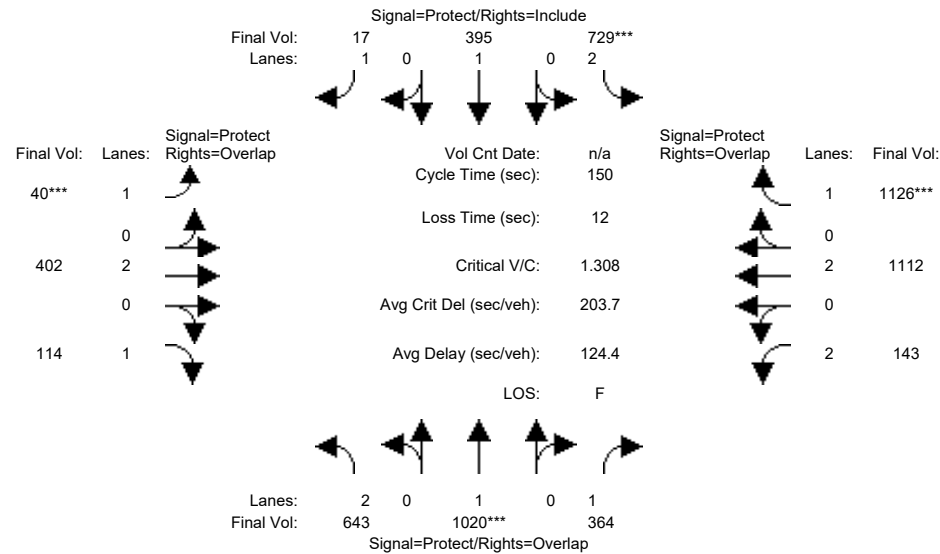 Signal=Protect/Rights=Include
Final Vol: 17 395 729***
Lanes: 1 0 1 0 2
Signal=Protect Signal=Protect
Final Vol: Lanes: Rights=Overlap Vol Cnt Date: n/a Rights=Overlap Lanes: Final Vol:
Cycle Time (sec): 150
40*** 1 1 1126***
Loss Time (sec): 12
0 0
402 2 Critical V/C: 1.308 2 1112
0 Avg Crit Del (sec/veh): 203.7 0
114 1 Avg Delay (sec/veh): 124.4 2 143
LOS: F
Lanes: 2 0 1 0 1
Final Vol: 643 1020*** 364
Signal=Protect/Rights=Overlap